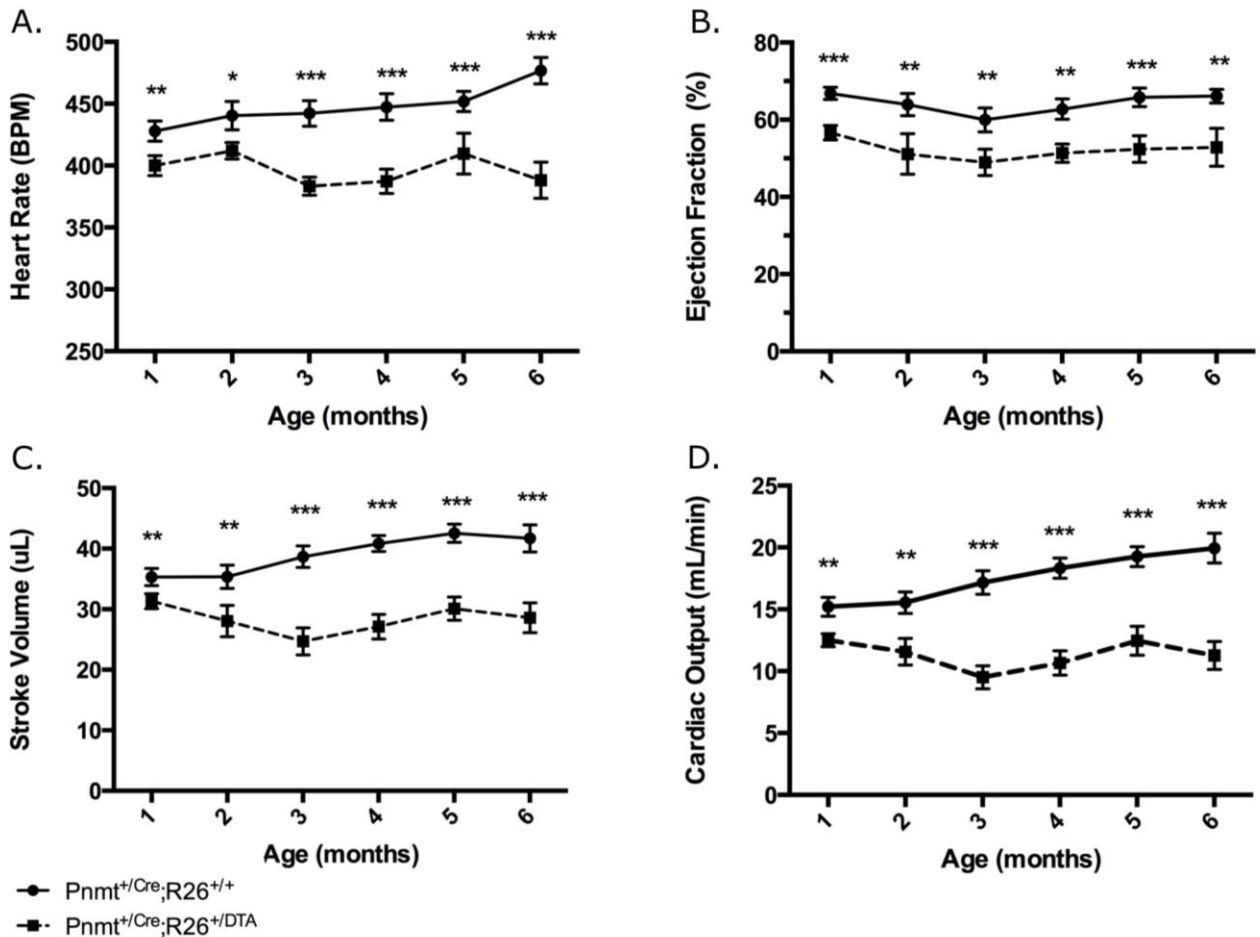 A.
Heart Rate (BPM)
500
450
400
350
300
250
** * *** *** *** ***
1 2 3 4 5 6
Age (months)
B.
Ejection Fraction (%)
80
60
40
20
0
*** ** ** ** *** **
1 2 3 4 5 6
Age (months)
C.
Stroke Volume (uL)
50
40
30
20
10
0
** ** *** *** *** ***
1 2 3 4 5 6
Age (months)
D.
Cardiac Output (mL/min)
25
20
15
10
5
0
** ** *** *** *** ***
1 2 3 4 5 6
Age (months)
Pnmt+/Cre;R26+/+
Pnmt+/Cre;R26+/DTA